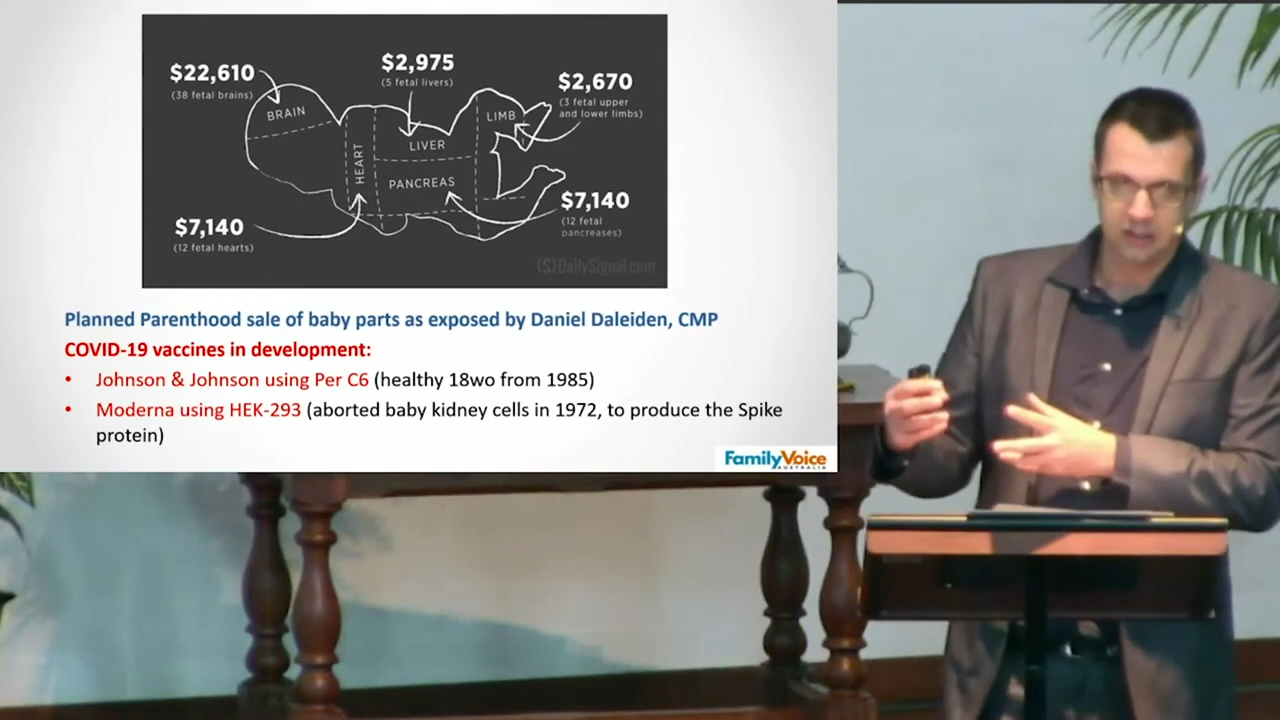 $22,610
(38 fetal brains)
$2,975
(5 fetal livers)
$2,670
(3 fetal upper
and lower limbs)
BRAIN
HEART
LIVER
LIMB
PANCREAS
$7,140
(12 fetal hearts)
$7,140
(12 fetal
pancreases)
($)DailySignal.com
Planned Parenthood sale of baby parts as exposed by Daniel Daleiden, CMP
COVID-19 vaccines in development:
• Johnson & Johnson using Per C6 (healthy 18wo from 1985)
• Moderna using HEK-293 (aborted baby kidney cells in 1972, to produce the Spike
protein)
FamilyVoice
AUSTRALIA